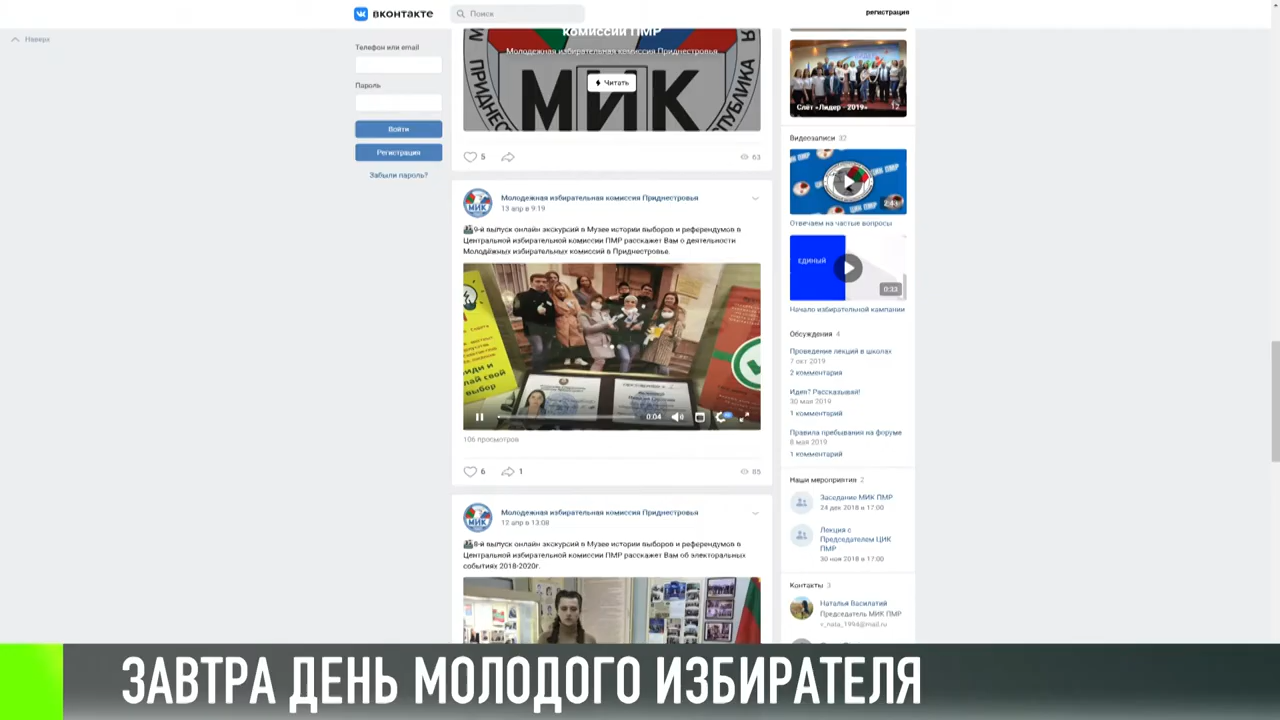 вконтакте
Поиск
регистрация
Наверх
Телефон или email
Пароль
Войти
Регистрация
Забыли пароль?
комиссии ПМР
Молодежная избирательная комиссия Приднестровья
МИК
Читать
5
63
Молодежная избирательная комиссия Приднестровья
13 апр в 9:19
9-й выпуск онлайн экскурсий в Музее истории выборов и референдумов в
Центральной избирательной комиссии ПМР расскажет Вам о деятельности
Молодёжных избирательных комиссий в Приднестровье.
выбор
0:04
106 просмотров
6
1
85
Молодежная избирательная комиссия Приднестровья
12 апр в 13:08
8-й выпуск онлайн экскурсий в Музее истории выборов и референдумов в
Центральной избирательной комиссии ПМР расскажет Вам об электоральных
событиях 2018-2020г.
Слёт «Лидер - 2019»
12
Видеозаписи 32
2:41
Отвечаем на частые вопросы
ЕДИНЫЙ
0:33
Начало избирательной кампании
Обсуждения 4
Проведение лекций в школах
7 окт 2019
2 комментария
Идея? Рассказывай!
30 мая 2019
1 комментарий
Правила пребывания на форуме
8 мая 2019
1 комментарий
Наши мероприятия 2
Заседание МИК ПМР
24 дек 2018 в 17:00
Лекция с
Председателем ЦИК
ПМР
30 ноя 2018 в 17:00
Контакты 3
Наталья Василатий
Председатель МИК ПМР
v_nata_1994@mail.ru
ЗАВТРА ДЕНЬ МОЛОДОГО ИЗБИРАТЕЛЯ